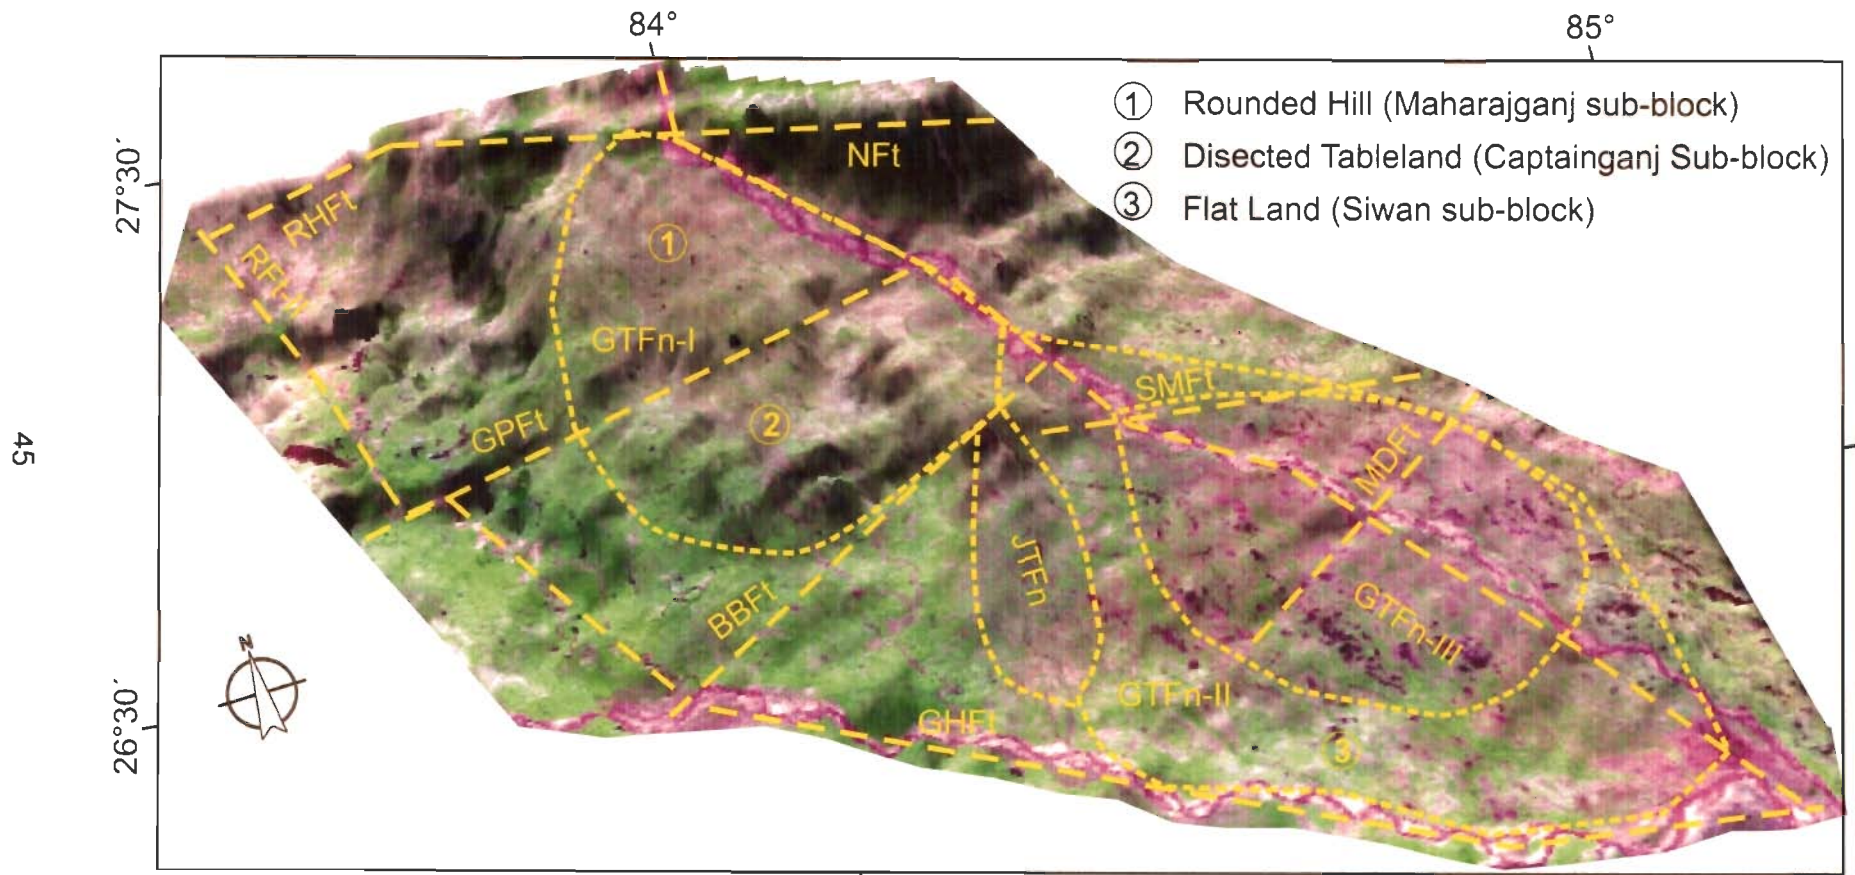 84°
85°
① Rounded Hill (Maharajganj sub-block)
② Disected Tableland (Captainganj Sub-block)
③ Flat Land (Siwan sub-block)
27°30´
NFt
RHFt
RFt-II
①
GTFn-I
SMFt
GPFt
②
MDFt
45
JTFn
BBFt
GTFn-III
N
GTFn-II
GHFt
③
26°30´